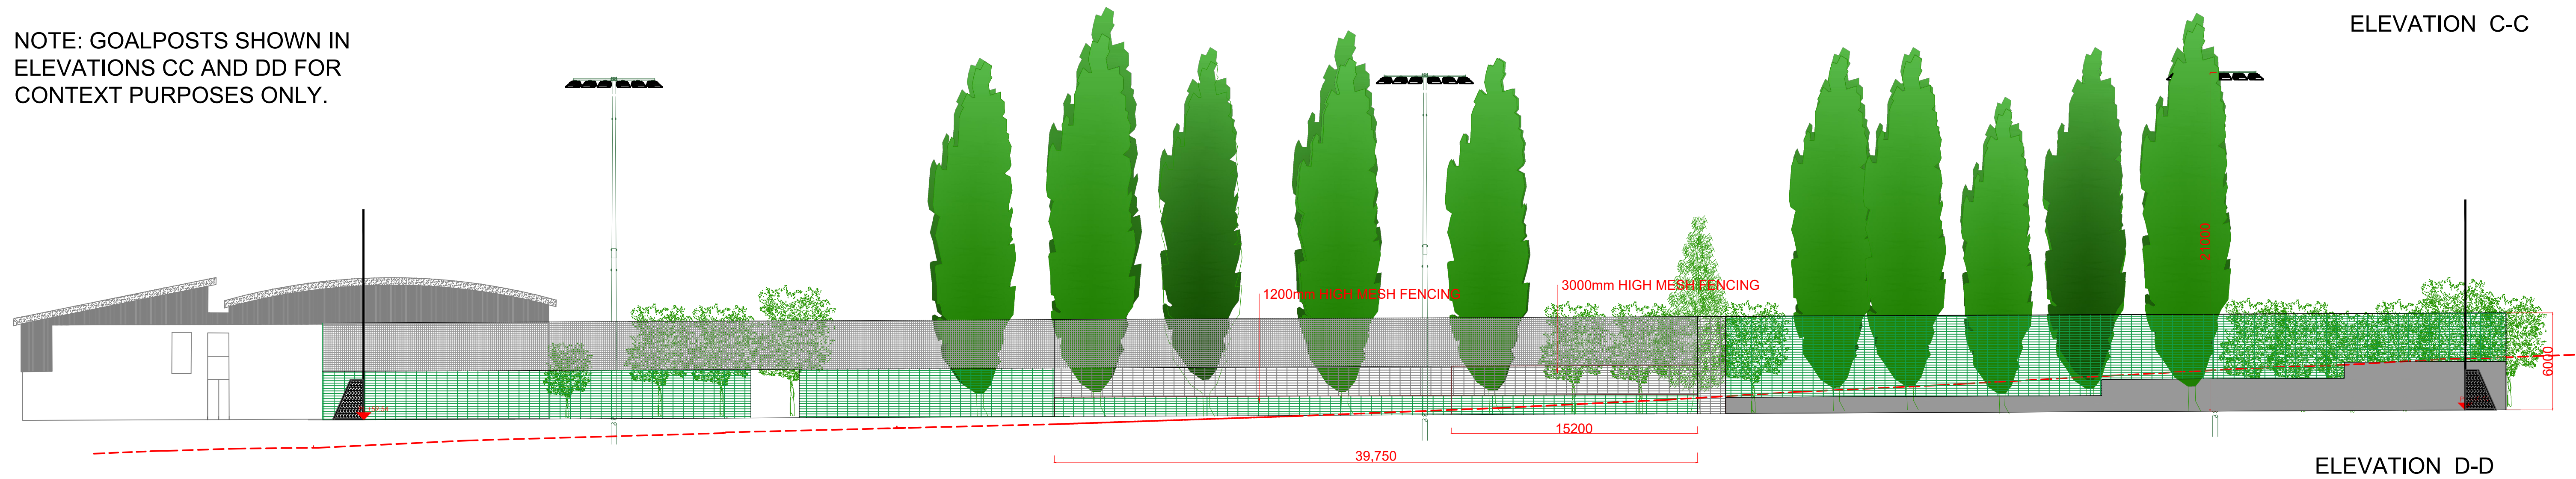 NOTE: GOALPOSTS SHOWN IN
ELEVATIONS CC AND DD FOR
CONTEXT PURPOSES ONLY.
ELEVATION C-C
21000
1200mm HIGH MESH FENCING
3000mm HIGH MESH FENCING
6000
15200
39,750
ELEVATION D-D